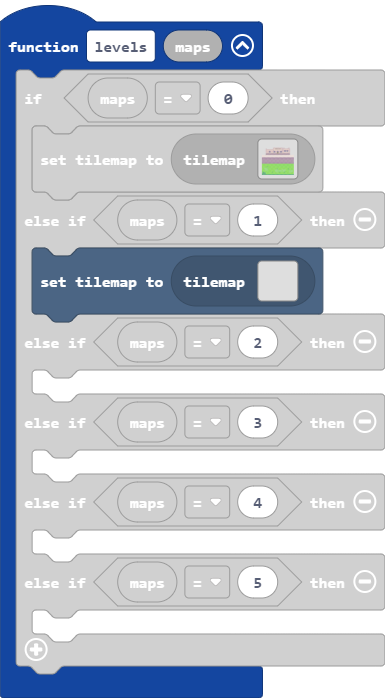 function levels maps
if maps = 0 then
set tilemap to tilemap
else if maps = 1 then
set tilemap to tilemap
else if maps = 2 then
else if maps = 3 then
else if maps = 4 then
else if maps = 5 then